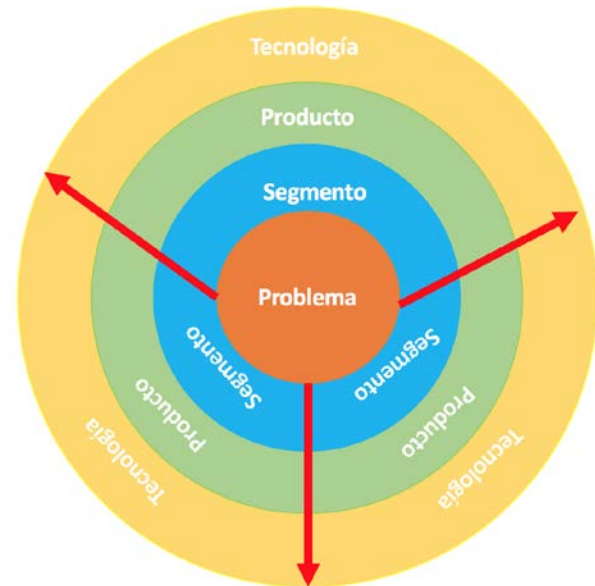 Tecnología
Producto
Segmento
Problema
Segmento
Segmento
Producto
Producto
Tecnología
Tecnología